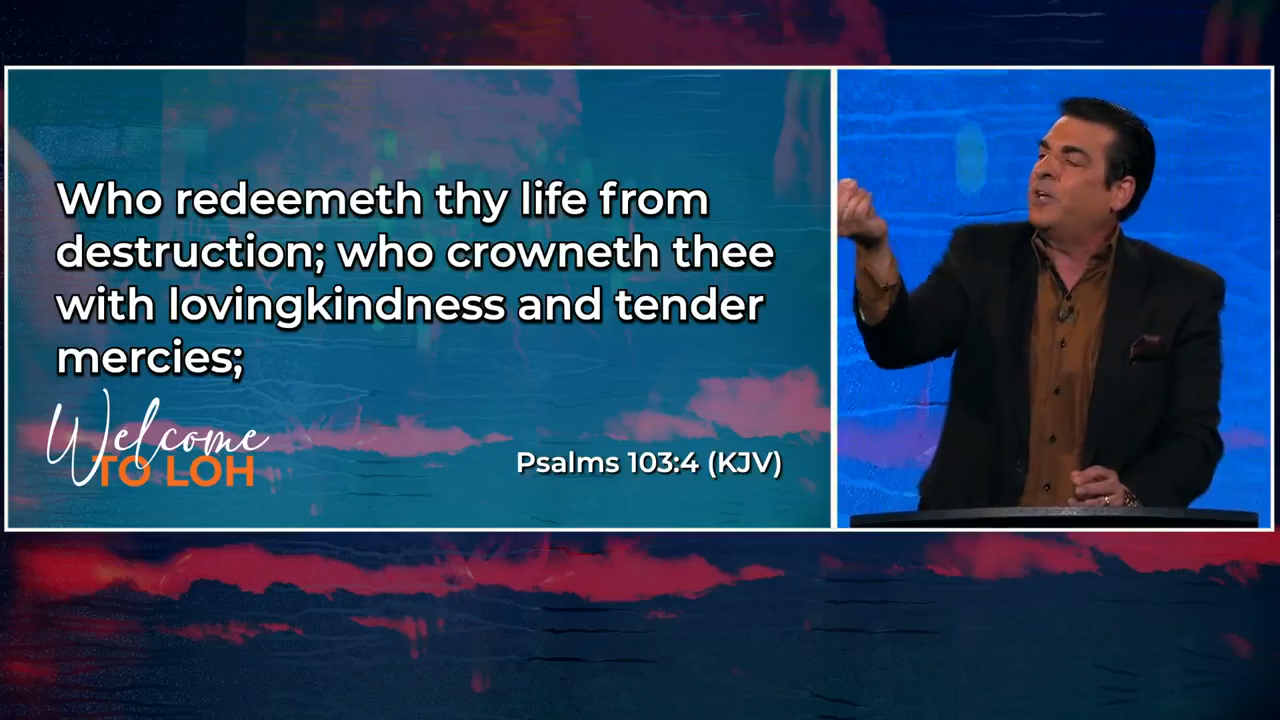 Who redeemeth thy life from
destruction; who crowneth thee
with lovingkindness and tender
mercies;
Welcome
TO LOH
Psalms 103:4 (KJV)